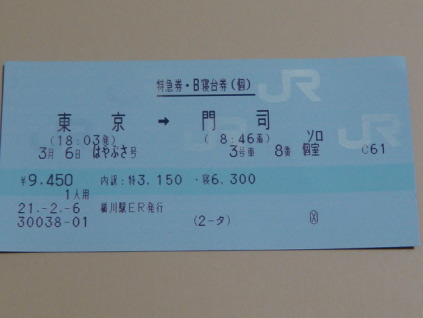 特急券・B寝台券(個)
東 京 → 門 司
(18:03発) ( 8:46着) ソロ
3月 6日 はやぶさ号 3号車 8番 個室 C61
¥9,450 内訳:特3,150 ・寝6,300
1人用
21.-2.-6 横川駅ER発行
30038-01 (2-タ)
JR
JR
JR